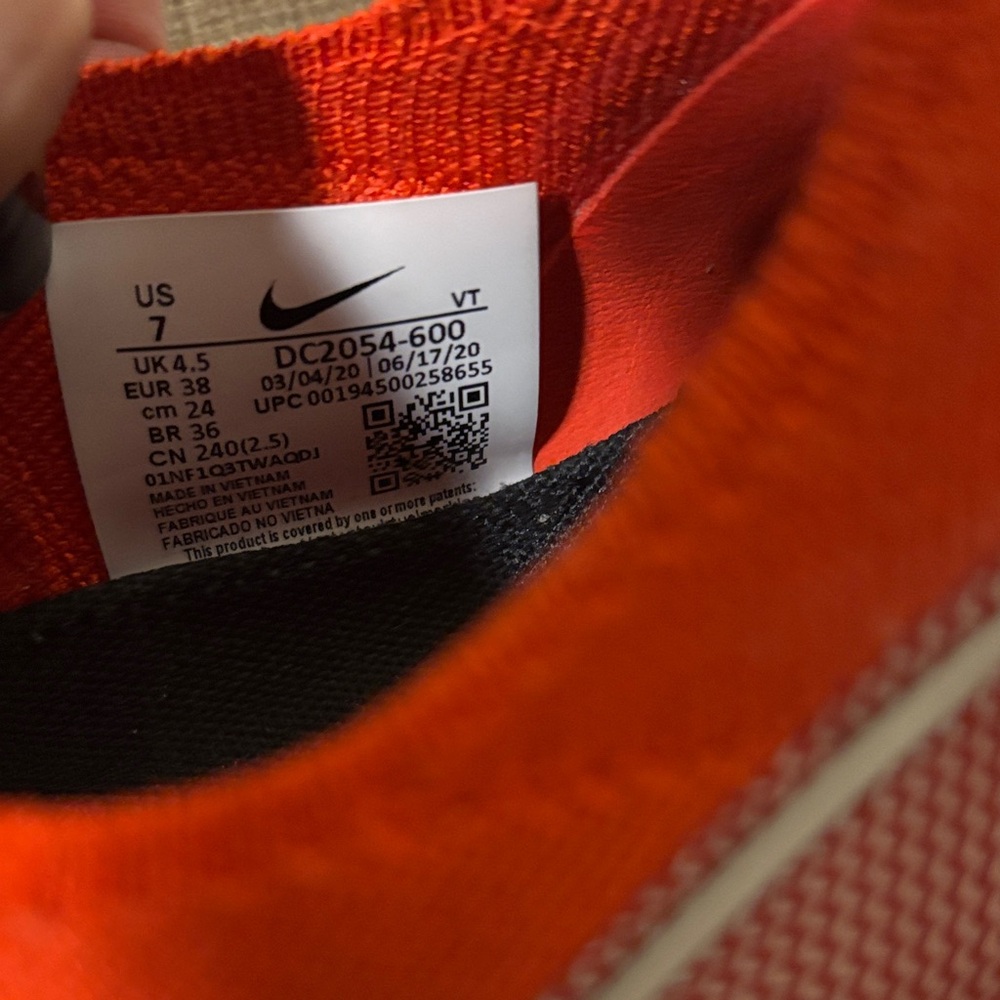 US
7
VT
UK 4.5
EUR 38
cm 24
BR 36
CN 240(2.5)
DC2054-600
03/04/20 | 06/17/20
UPC 00194500258655
01NF1Q3TWAQDJ
MADE IN VIETNAM
HECHO EN VIETNAM
FABRIQUE AU VIETNAM
FABRICADO NO VIETNA
This product is covered by one or more patents: